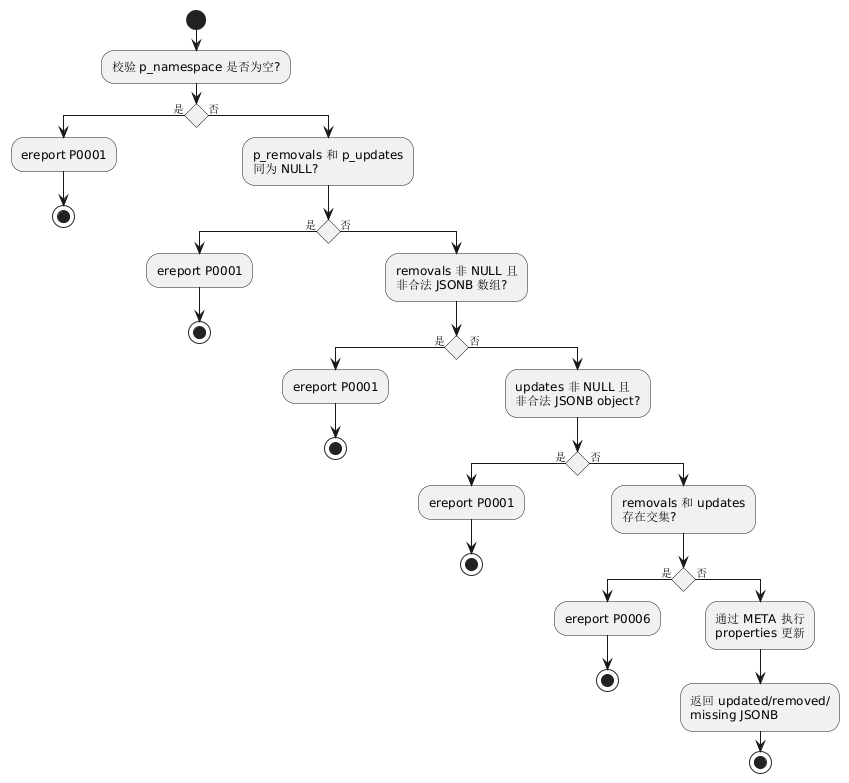 校验 p_namespace 是否为空?
是
否
ereport P0001
p_removals 和 p_updates
同为 NULL?
是
否
ereport P0001
removals 非 NULL 且
非合法 JSONB 数组?
是
否
ereport P0001
updates 非 NULL 且
非合法 JSONB object?
是
否
ereport P0001
removals 和 updates
存在交集?
是
否
ereport P0006
通过 META 执行
properties 更新
返回 updated/removed/
missing JSONB